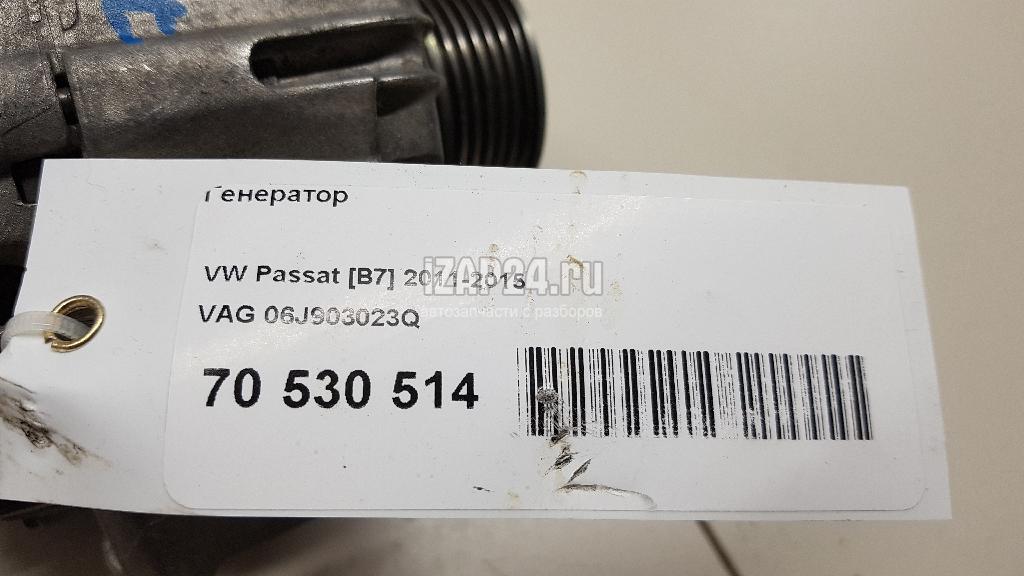 Генератор
VW Passat [B7] 2011-2015
iZAP24.ru
VAG 06J903023Q
автозапчасти с разборов
70 530 514